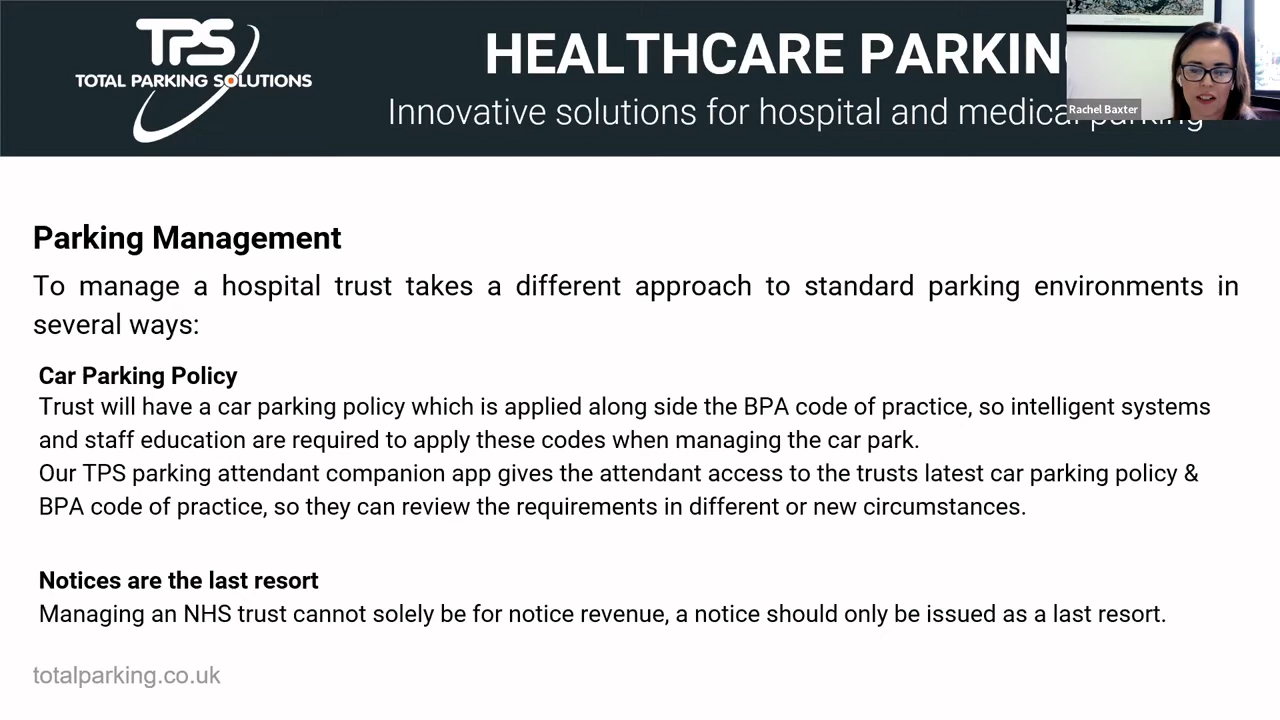 TPS
TOTAL PARKING SOLUTIONS
HEALTHCARE PARKIN
Innovative solutions for hospital and medical parking
Rachel Baxter
Parking Management
To manage a hospital trust takes a different approach to standard parking environments in
several ways:
Car Parking Policy
Trust will have a car parking policy which is applied along side the BPA code of practice, so intelligent systems
and staff education are required to apply these codes when managing the car park.
Our TPS parking attendant companion app gives the attendant access to the trusts latest car parking policy &
BPA code of practice, so they can review the requirements in different or new circumstances.
Notices are the last resort
Managing an NHS trust cannot solely be for notice revenue, a notice should only be issued as a last resort.
totalparking.co.uk